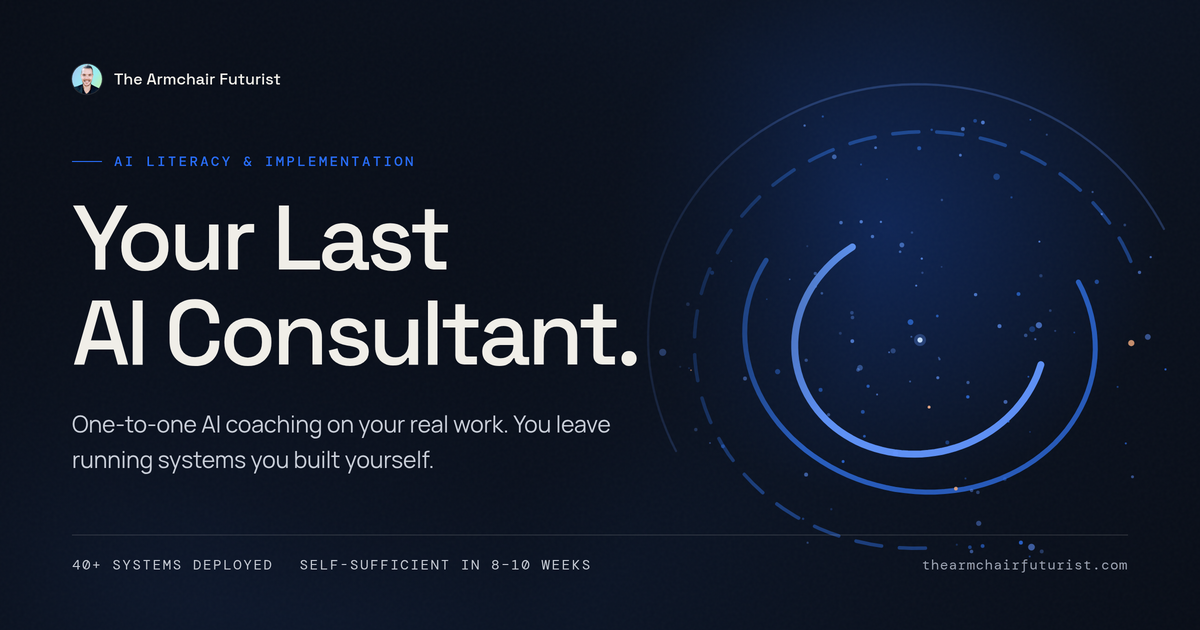 The Armchair Futurist
AI LITERACY & IMPLEMENTATION
Your Last
AI Consultant.
One-to-one AI coaching on your real work. You leave
running systems you built yourself.
40+ SYSTEMS DEPLOYED SELF-SUFFICIENT IN 8-10 WEEKS
thearmchairfuturist.com